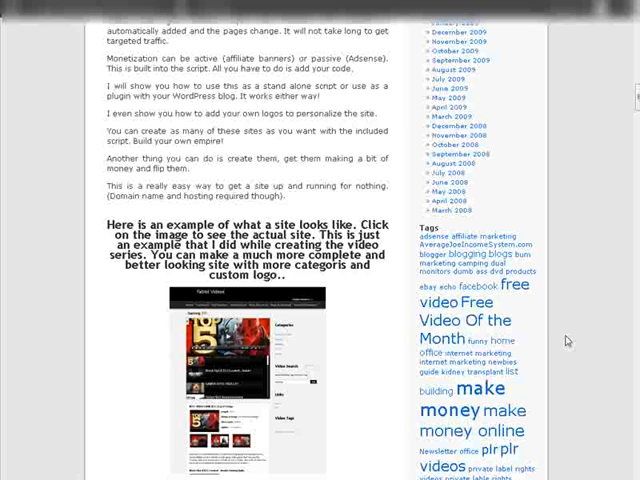 automatically added and the pages change. It will not take long to get
targeted traffic.
Monetization can be active (affiliate banners) or passive (Adsense).
This is built into the script. All you have to do is add your code.
I will show you how to use this as a stand alone script or use as a
plugin with your WordPress blog. It works either way!
I even show you how to add your own logos to personalize the site.
You can create as many of these sites as you want with the included
script. Build your own empire!
Another thing you can do is create them, get them making a bit of
money and flip them.
This is a really easy way to get a site up and running for nothing.
(Domain name and hosting required though).
Here is an example of what a site looks like. Click
on the image to see the actual site. This is just
an example that I did while creating the video
series. You can make a much more complete and
better looking site with more categoris and
custom logo..
Categories
Video Search
Video Tags
TOP
December 2009
November 2009
October 2009
September 2009
August 2009
July 2009
June 2009
May 2009
April 2009
March 2009
December 2008
November 2008
October 2008
September 2008
August 2008
July 2008
June 2008
May 2008
April 2008
March 2008
Tags
adsense affiliate marketing
AverageJoeIncomeSystem.com
blogger blogging blogs bum
marketing camping dual
monitors dumb ass dvd products
ebay echo facebook free
video Free
Video Of the
Month funny home
office internet marketing
internet marketing newbies
guide kidney transplant list
building make
money make
money online
Newsletter office plr plr
videos private label rights
private lable rights